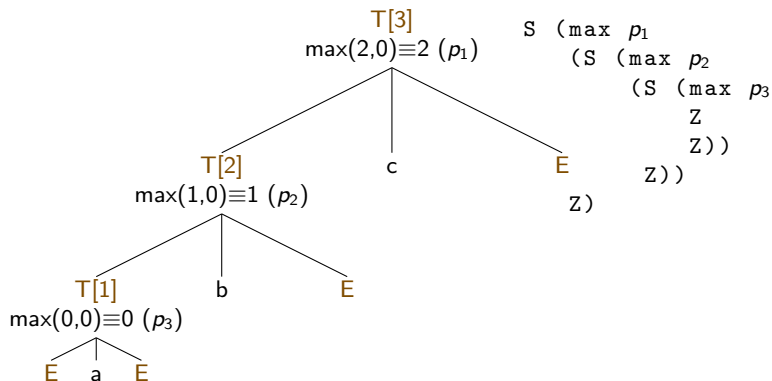 T[3]
max(2,0)≡2 (p₁)
T[2]
c
E
max(1,0)≡1 (p₂)
T[1]
b
E
max(0,0)≡0 (p₃)
E
a
E
S (max p₁
(S (max p₂
(S (max p₃
Z
Z))
Z))
Z)